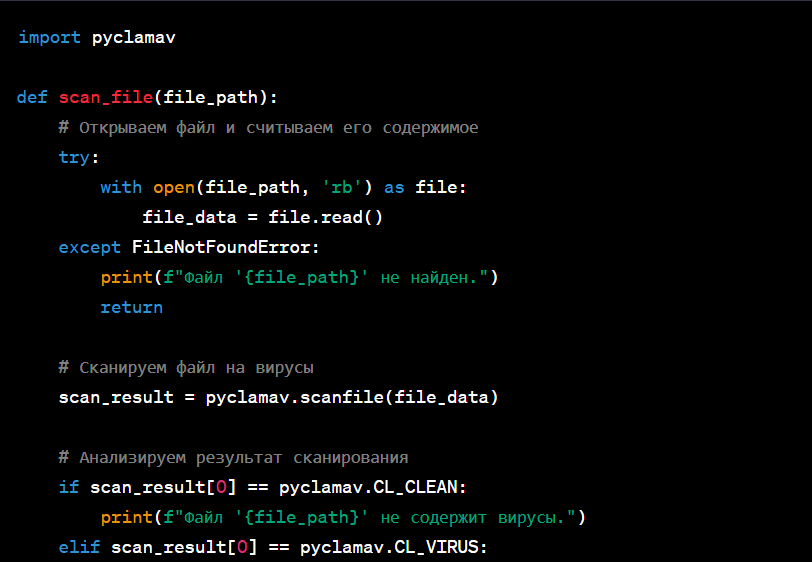 import pyclamav
def scan_file(file_path):
# Открываем файл и считываем его содержимое
try:
with open(file_path, 'rb') as file:
file_data = file.read()
except FileNotFoundError:
print(f"Файл '{file_path}' не найден.")
return
# Сканируем файл на вирусы
scan_result = pyclamav.scanfile(file_data)
# Анализируем результат сканирования
if scan_result[0] == pyclamav.CL_CLEAN:
print(f"Файл '{file_path}' не содержит вирусы.")
elif scan_result[0] == pyclamav.CL_VIRUS: